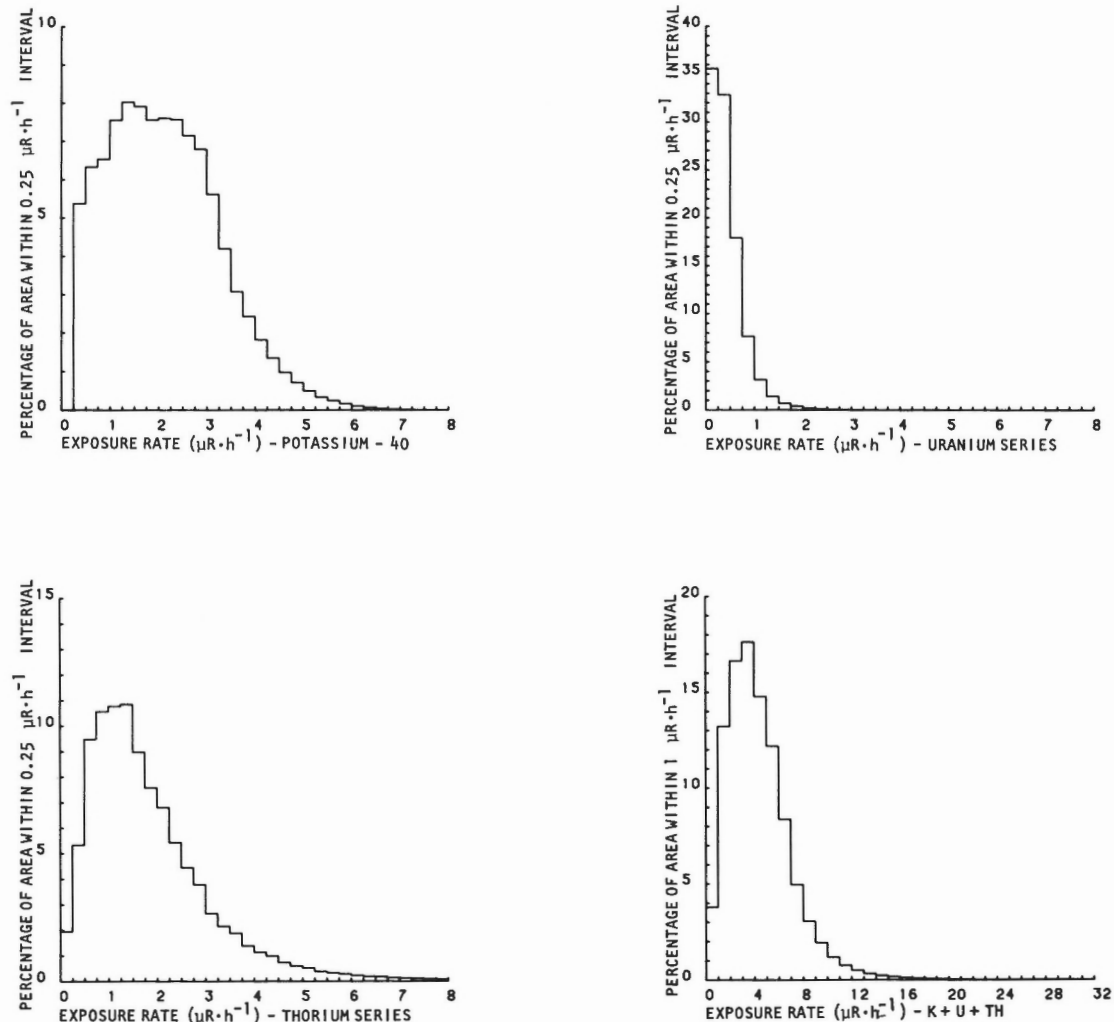 PERCENTAGE OF AREA WITHIN 0.25 μR·h⁻¹ INTERVAL
10
5
0
0 1 2 3 4 5 6 7 8
EXPOSURE RATE (μR·h⁻¹) - POTASSIUM - 40
PERCENTAGE OF AREA WITHIN 0.25 μR·h⁻¹ INTERVAL
40
35
30
25
20
15
10
5
0
0 1 2 3 4 5 6 7 8
EXPOSURE RATE (μR·h⁻¹) - URANIUM SERIES
PERCENTAGE OF AREA WITHIN 0.25 μR·h⁻¹ INTERVAL
15
10
5
0
0 1 2 3 4 5 6 7 8
EXPOSURE RATE (μR·h⁻¹) - THORIUM SERIES
PERCENTAGE OF AREA WITHIN 1 μR·h⁻¹ INTERVAL
20
15
10
5
0
0 4 8 12 16 20 24 28 32
EXPOSURE RATE (μR·h⁻¹) - K + U + TH